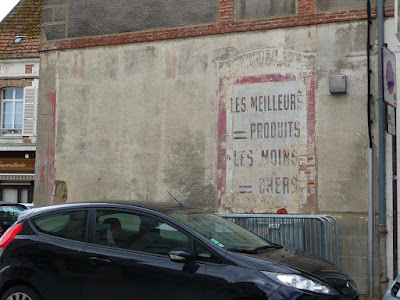 LES MEILLEURS
= PRODUITS
LES MOINS
= CHERS